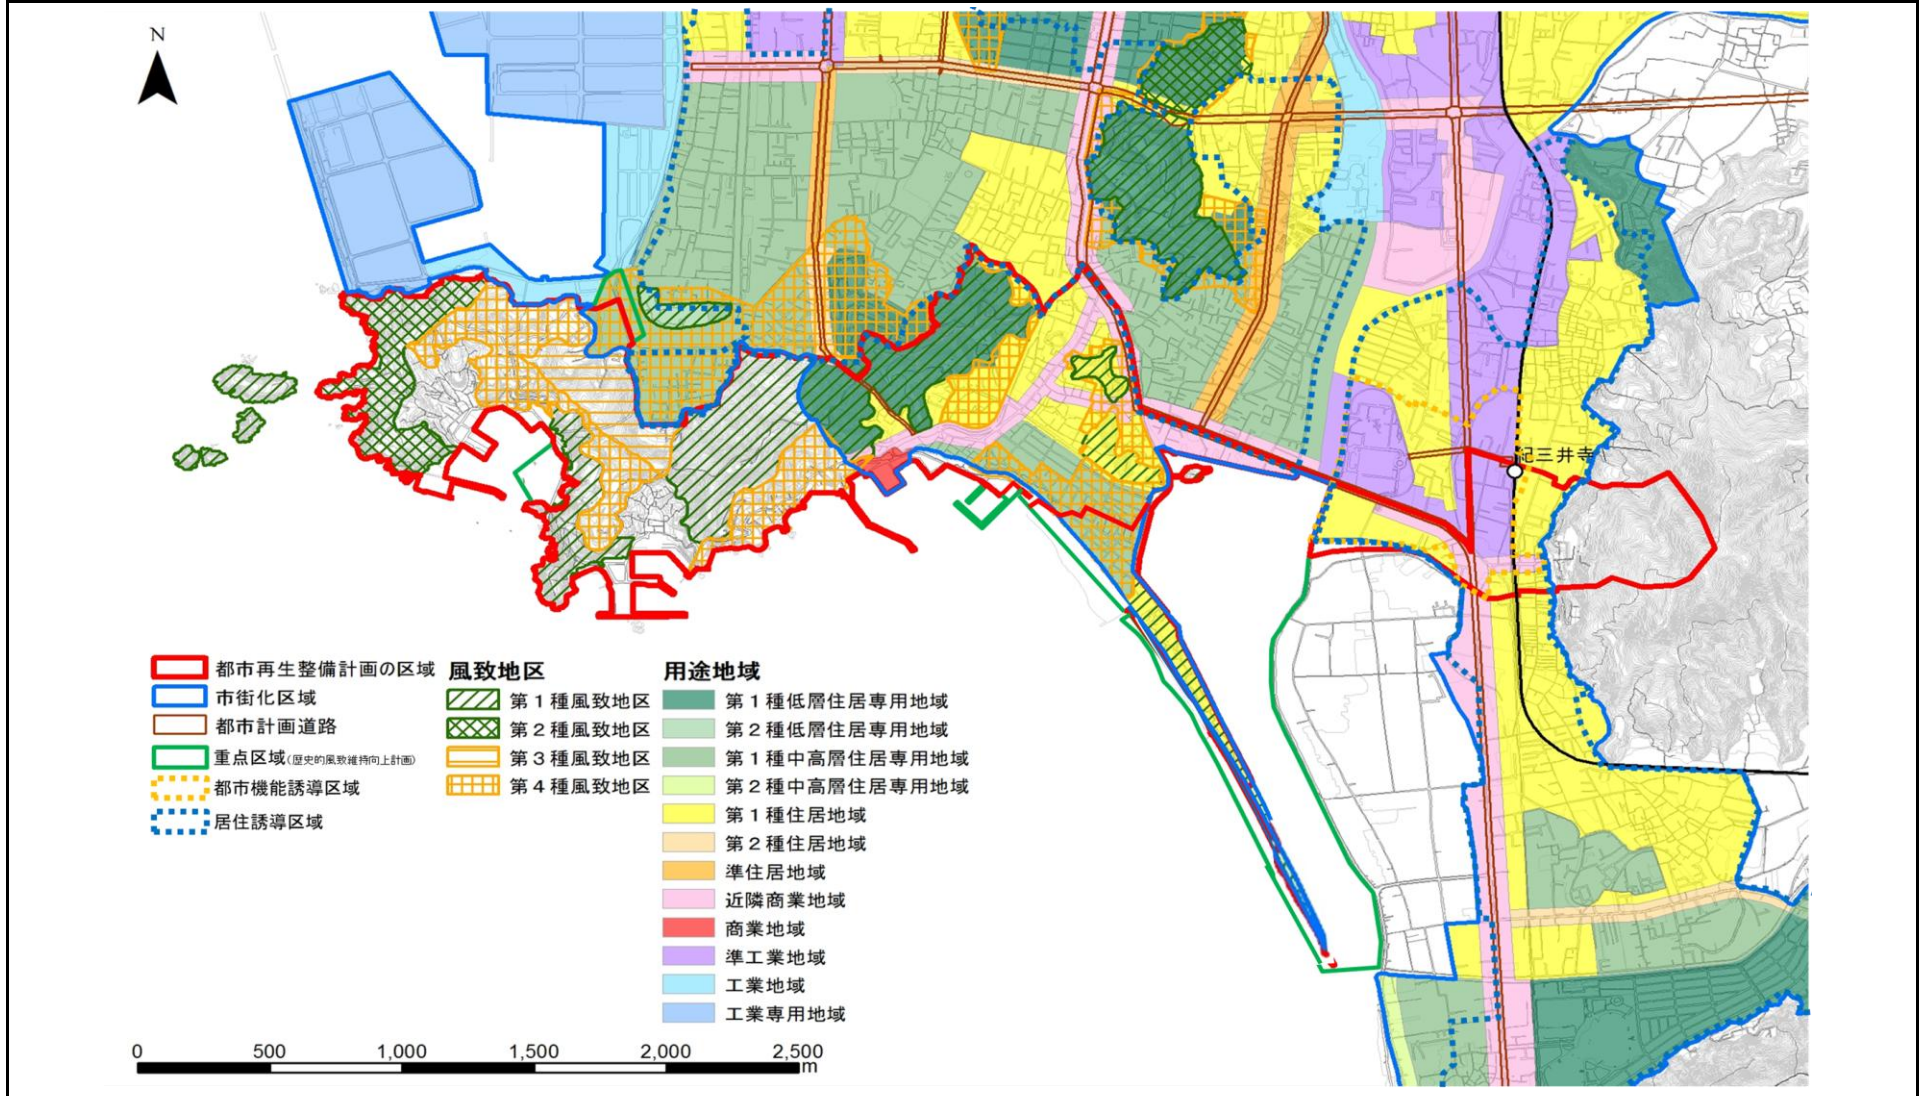 N
紀三井寺
都市再生整備計画の区域
市街化区域
都市計画道路
重点区域(歴史的風致維持向上計画)
都市機能誘導区域
居住誘導区域
風致地区
第1種風致地区
第2種風致地区
第3種風致地区
第4種風致地区
用途地域
第1種低層住居専用地域
第2種低層住居専用地域
第1種中高層住居専用地域
第2種中高層住居専用地域
第1種住居地域
第2種住居地域
準住居地域
近隣商業地域
商業地域
準工業地域
工業地域
工業専用地域
0 500 1,000 1,500 2,000 2,500
m